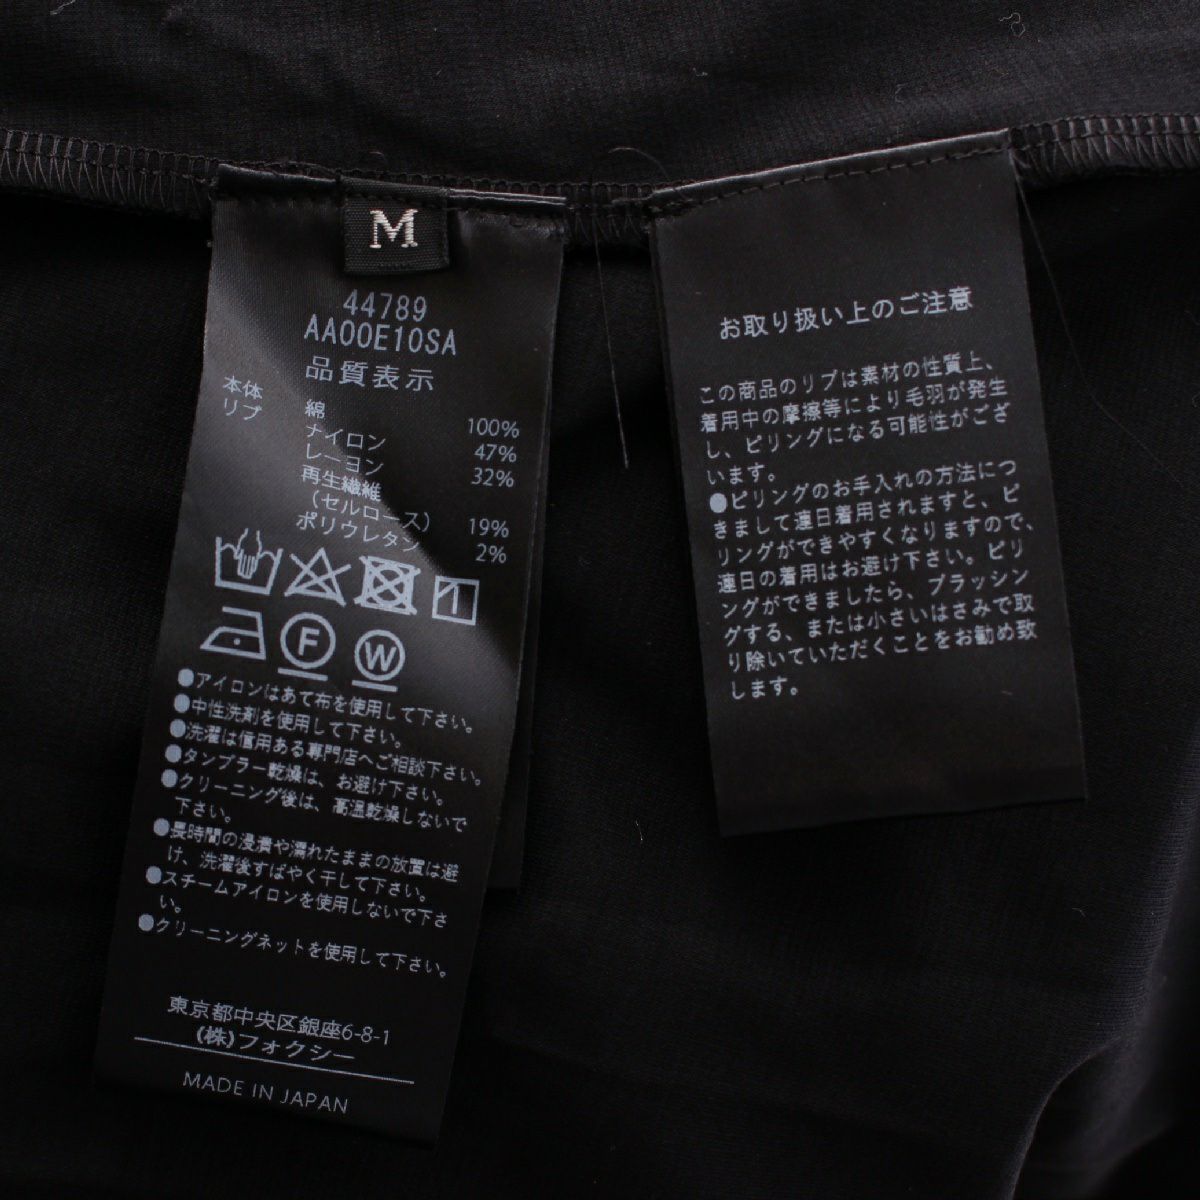 M
44789
AA00E10SA
品質表示
本体 綿 100%
リブ ナイロン 47%
レーヨン 32%
再生繊維
(セルロース) 19%
ポリウレタン 2%
1
F
W
●アイロンはあて布を使用して下さい。
●中性洗剤を使用して下さい。
●洗濯は信用ある専門店へご相談下さい。
●タンブラー乾燥は、お避け下さい。
●クリーニング後は、高温乾燥しないで
下さい。
●長時間の浸漬や濡れたままの放置は避
け、洗濯後すばやく干して下さい。
●スチームアイロンを使用しないで下さ
い。
●クリーニングネットを使用して下さい。
東京都中央区銀座6-8-1
(株)フォクシー
MADE IN JAPAN
お取り扱い上のご注意
この商品のリブは素材の性質上、
着用中の摩擦等により毛羽が発生
し、ピリングになる可能性がござ
います。
●ピリングのお手入れの方法につ
きまして連日着用されますと、ピ
リングができやすくなりますので、
連日の着用はお避け下さい。ピリ
ングができましたら、ブラッシン
グする、または小さいはさみで取
り除いていただくことをお勧め致
します。